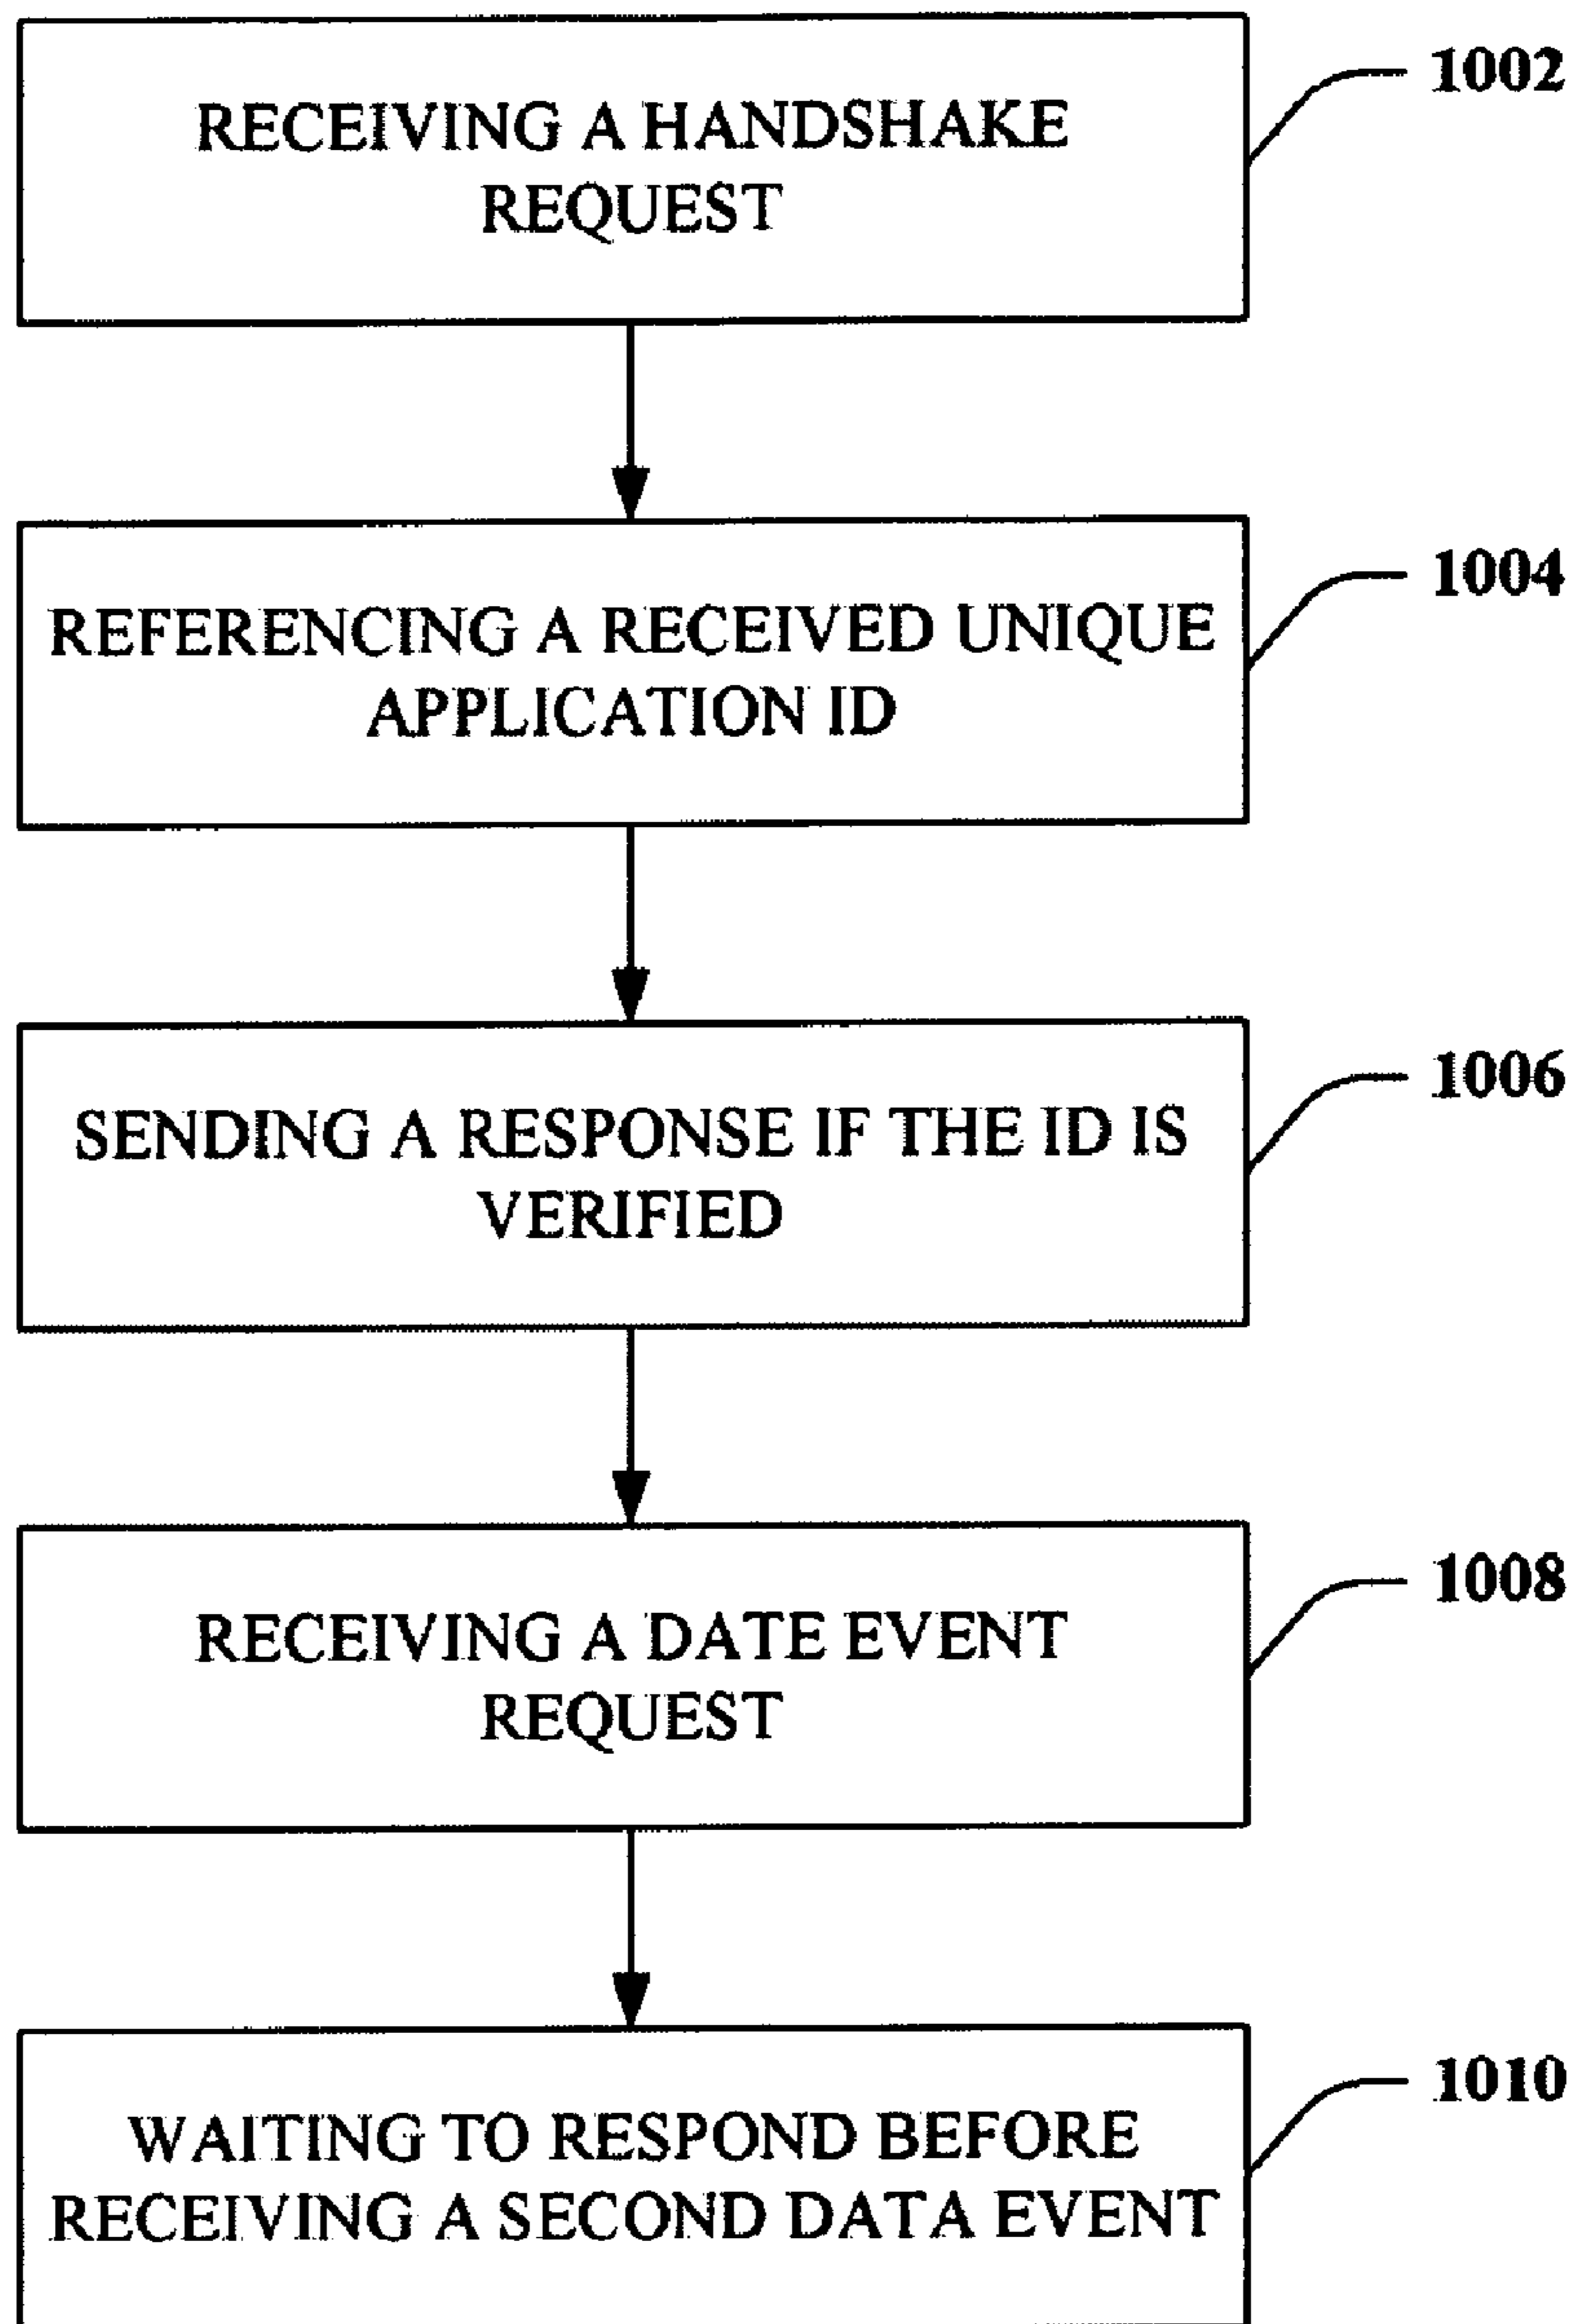 RECEIVING A HANDSHAKE
REQUEST
1002
REFERENCING A RECEIVED UNIQUE
APPLICATION ID
1004
SENDING A RESPONSE IF THE ID IS
VERIFIED
1006
RECEIVING A DATE EVENT
REQUEST
1008
WAITING TO RESPOND BEFORE
RECEIVING A SECOND DATA EVENT
1010